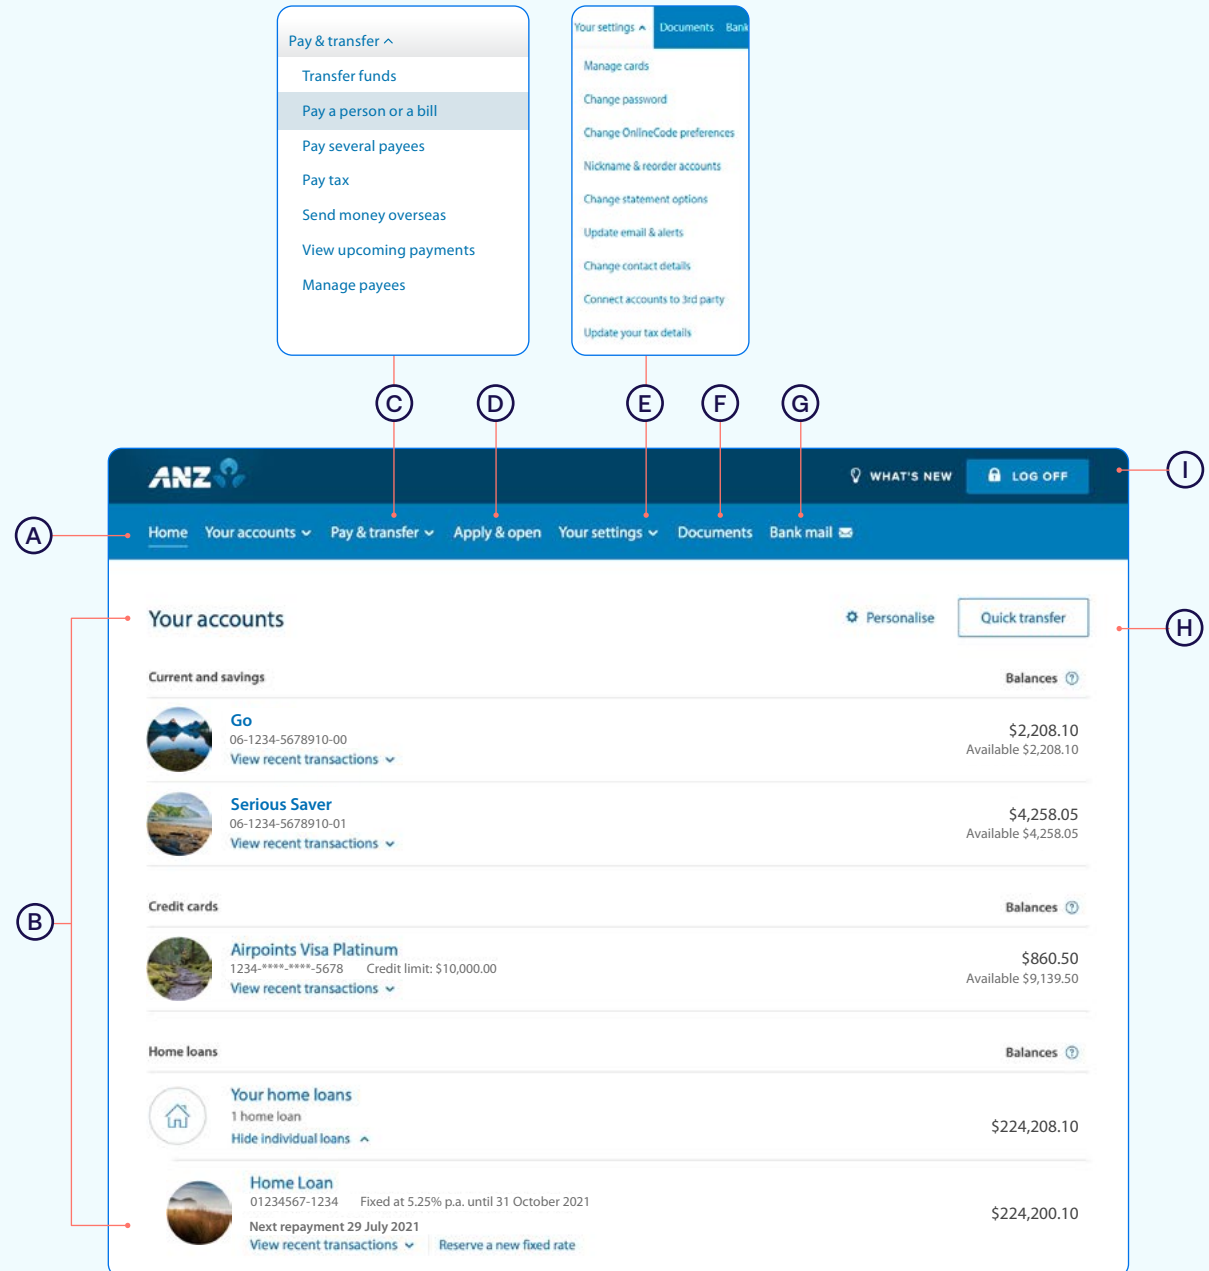 Pay & transfer
Transfer funds
Pay a person or a bill
Pay several payees
Pay tax
Send money overseas
View upcoming payments
Manage payees
Your settings Documents Bank
Manage cards
Change password
Change OnlineCode preferences
Nickname & reorder accounts
Change statement options
Update email & alerts
Change contact details
Connect accounts to 3rd party
Update your tax details
C D E F G
ANZ WHAT'S NEW LOG OFF I
A Home Your accounts Pay & transfer Apply & open Your settings Documents Bank mail
Your accounts Personalise Quick transfer H
Current and savings Balances ?
Go
06-1234-5678910-00 $2,208.10
View recent transactions Available $2,208.10
Serious Saver
06-1234-5678910-01 $4,258.05
View recent transactions Available $4,258.05
B Credit cards Balances ?
Airpoints Visa Platinum
1234-****-****-5678 Credit limit: $10,000.00 $860.50
View recent transactions Available $9,139.50
Home loans Balances ?
Your home loans
1 home loan $224,208.10
Hide individual loans
Home Loan
01234567-1234 Fixed at 5.25% p.a. until 31 October 2021 $224,200.10
Next repayment 29 July 2021
View recent transactions Reserve a new fixed rate